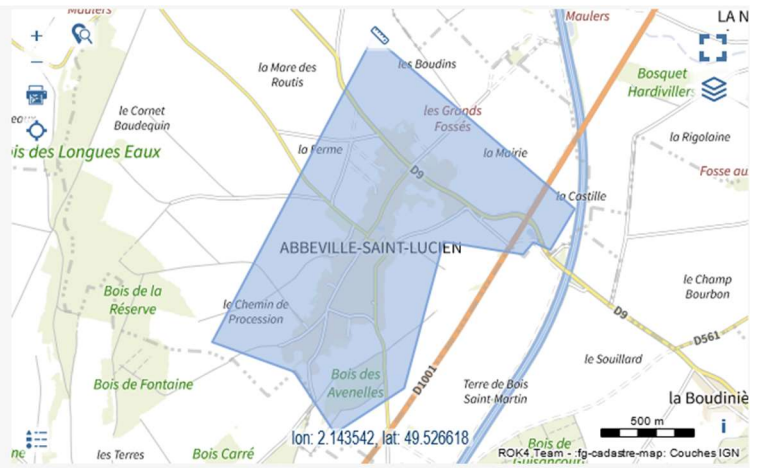 Maulers
Maulers
LA N
+
−
la Mare des
Routis
les Boudins
Bosquet
Hardivillers
le Cornet
Baudequin
les Grands
Fossés
la Rigolaine
is des Longues Eaux
la Ferme
la Mairie
D9
Fosse au
la Castille
ABBEVILLE-SAINT-LUCIEN
Bois de la
Réserve
le Chemin de
Procession
le Champ
Bourbon
D9
D561
le Souillard
Bois de Fontaine
Bois des
Avenelles
D1001
Terre de Bois
Saint-Martin
la Boudiniè
500 m
i
lon: 2.143542, lat: 49.526618
ne
les Terres
Bois Carré
Bois de
Guisancourt
ROK4 Team - :fg-cadastre-map: Couches IGN